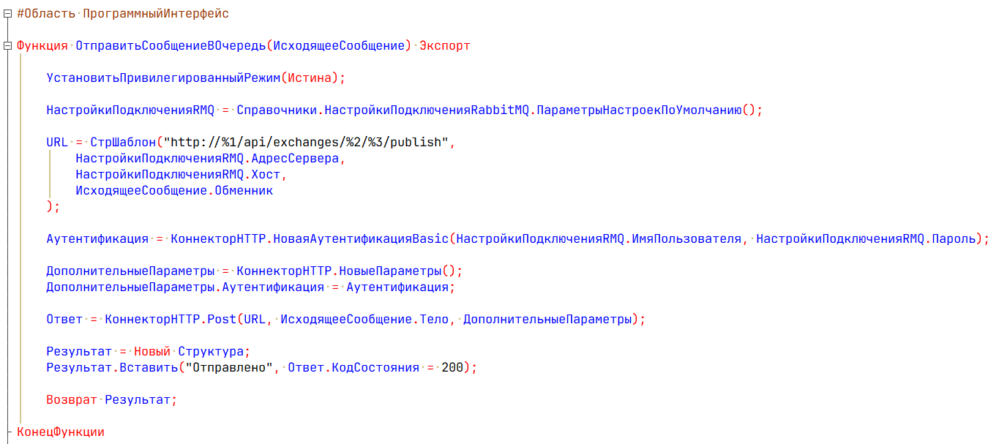 #Область ПрограммныйИнтерфейс
Функция ОтправитьСообщениеВОчередь(ИсходящееСообщение) Экспорт
УстановитьПривилегированныйРежим(Истина);
НастройкиПодключенияRMQ = Справочники.НастройкиПодключенияRabbitMQ.ПараметрыНастроекПоУмолчанию();
URL = СтрШаблон("http://%1/api/exchanges/%2/%3/publish",
НастройкиПодключенияRMQ.АдресСервера,
НастройкиПодключенияRMQ.Хост,
ИсходящееСообщение.Обменник
);
Аутентификация = КоннекторHTTP.НоваяАутентификацияBasic(НастройкиПодключенияRMQ.ИмяПользователя, НастройкиПодключенияRMQ.Пароль);
ДополнительныеПараметры = КоннекторHTTP.НовыеПараметры();
ДополнительныеПараметры.Аутентификация = Аутентификация;
Ответ = КоннекторHTTP.Post(URL, ИсходящееСообщение.Тело, ДополнительныеПараметры);
Результат = Новый Структура;
Результат.Вставить("Отправлено", Ответ.КодСостояния = 200);
Возврат Результат;
КонецФункции